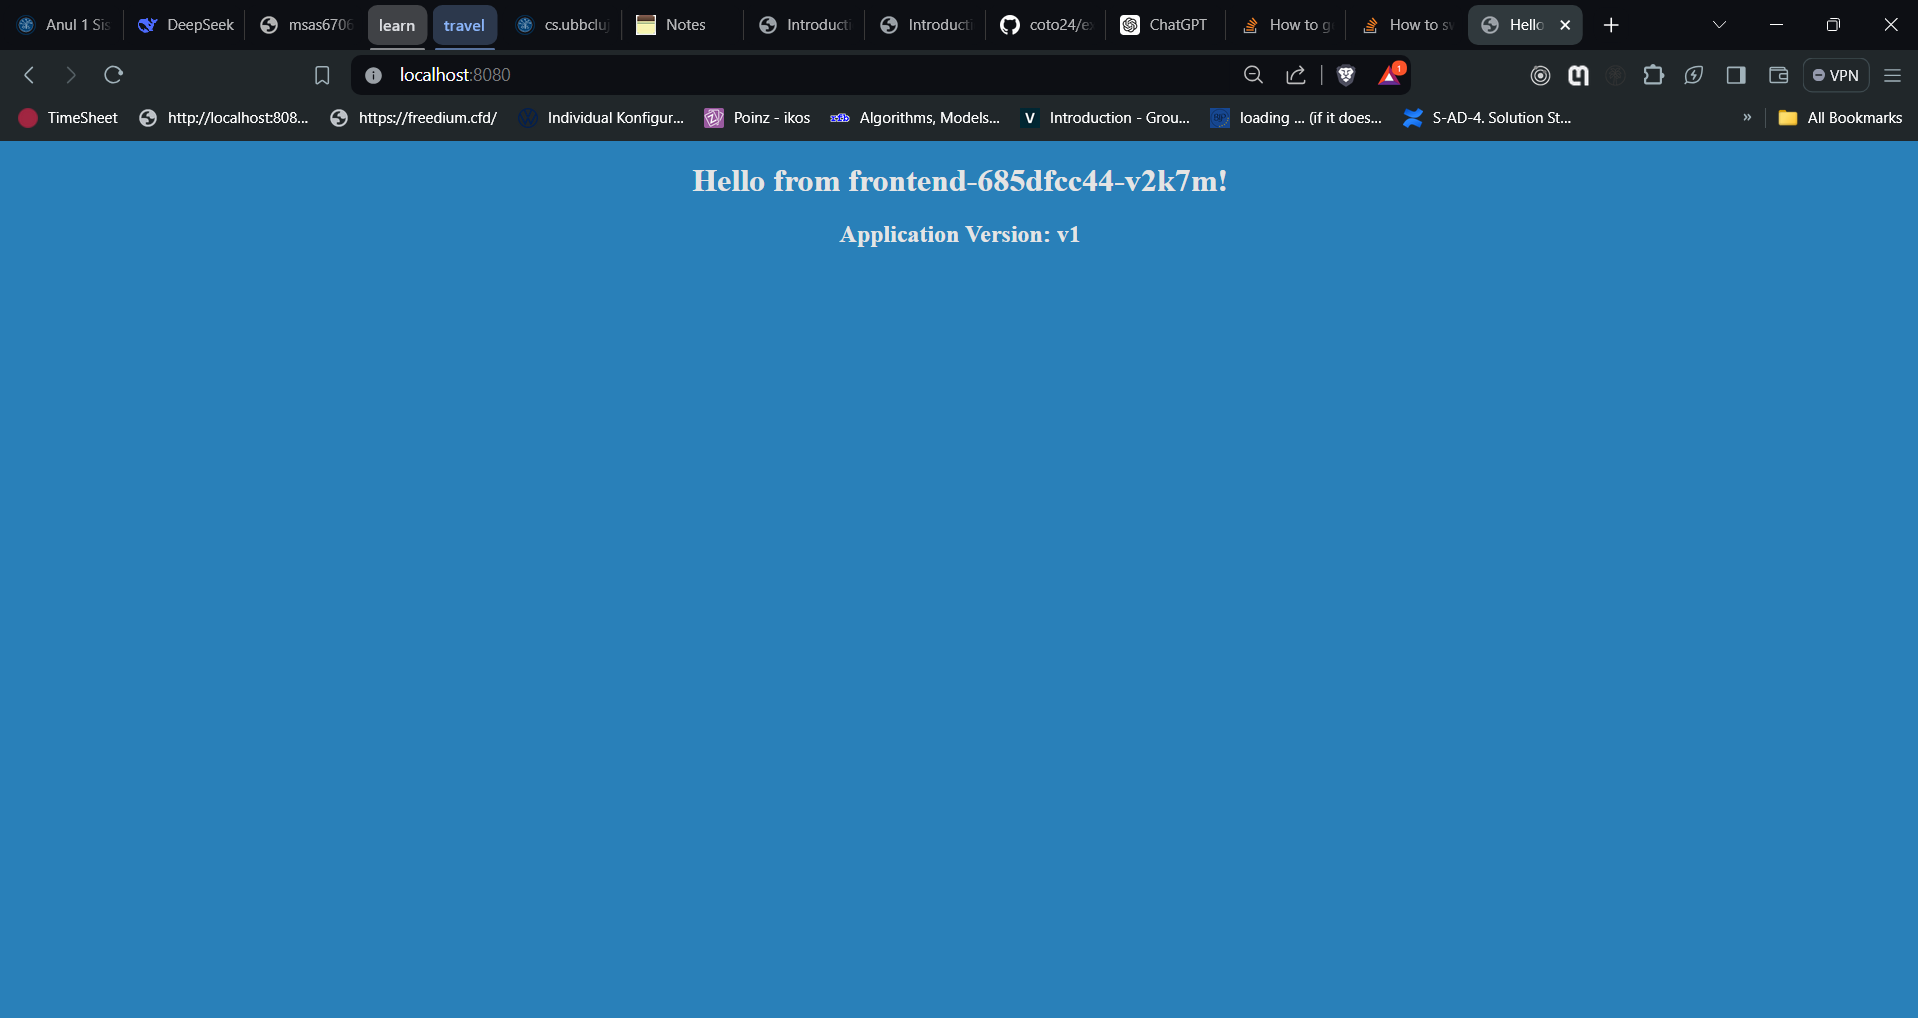 Anul 1 Sis
DeepSeek
msas6706
learn
travel
cs.ubbcluj
Notes
Introducti
Introducti
coto24/ex
ChatGPT
How to g
How to sw
Hello
localhost:8080
1
VPN
TimeSheet
http://localhost:808...
https://freedium.cfd/
Individual Konfigur...
Poinz - ikos
Algorithms, Models...
V
Introduction - Grou...
loading ... (if it does...
S-AD-4. Solution St...
»
All Bookmarks
Hello from frontend-685dfcc44-v2k7m!
Application Version: v1